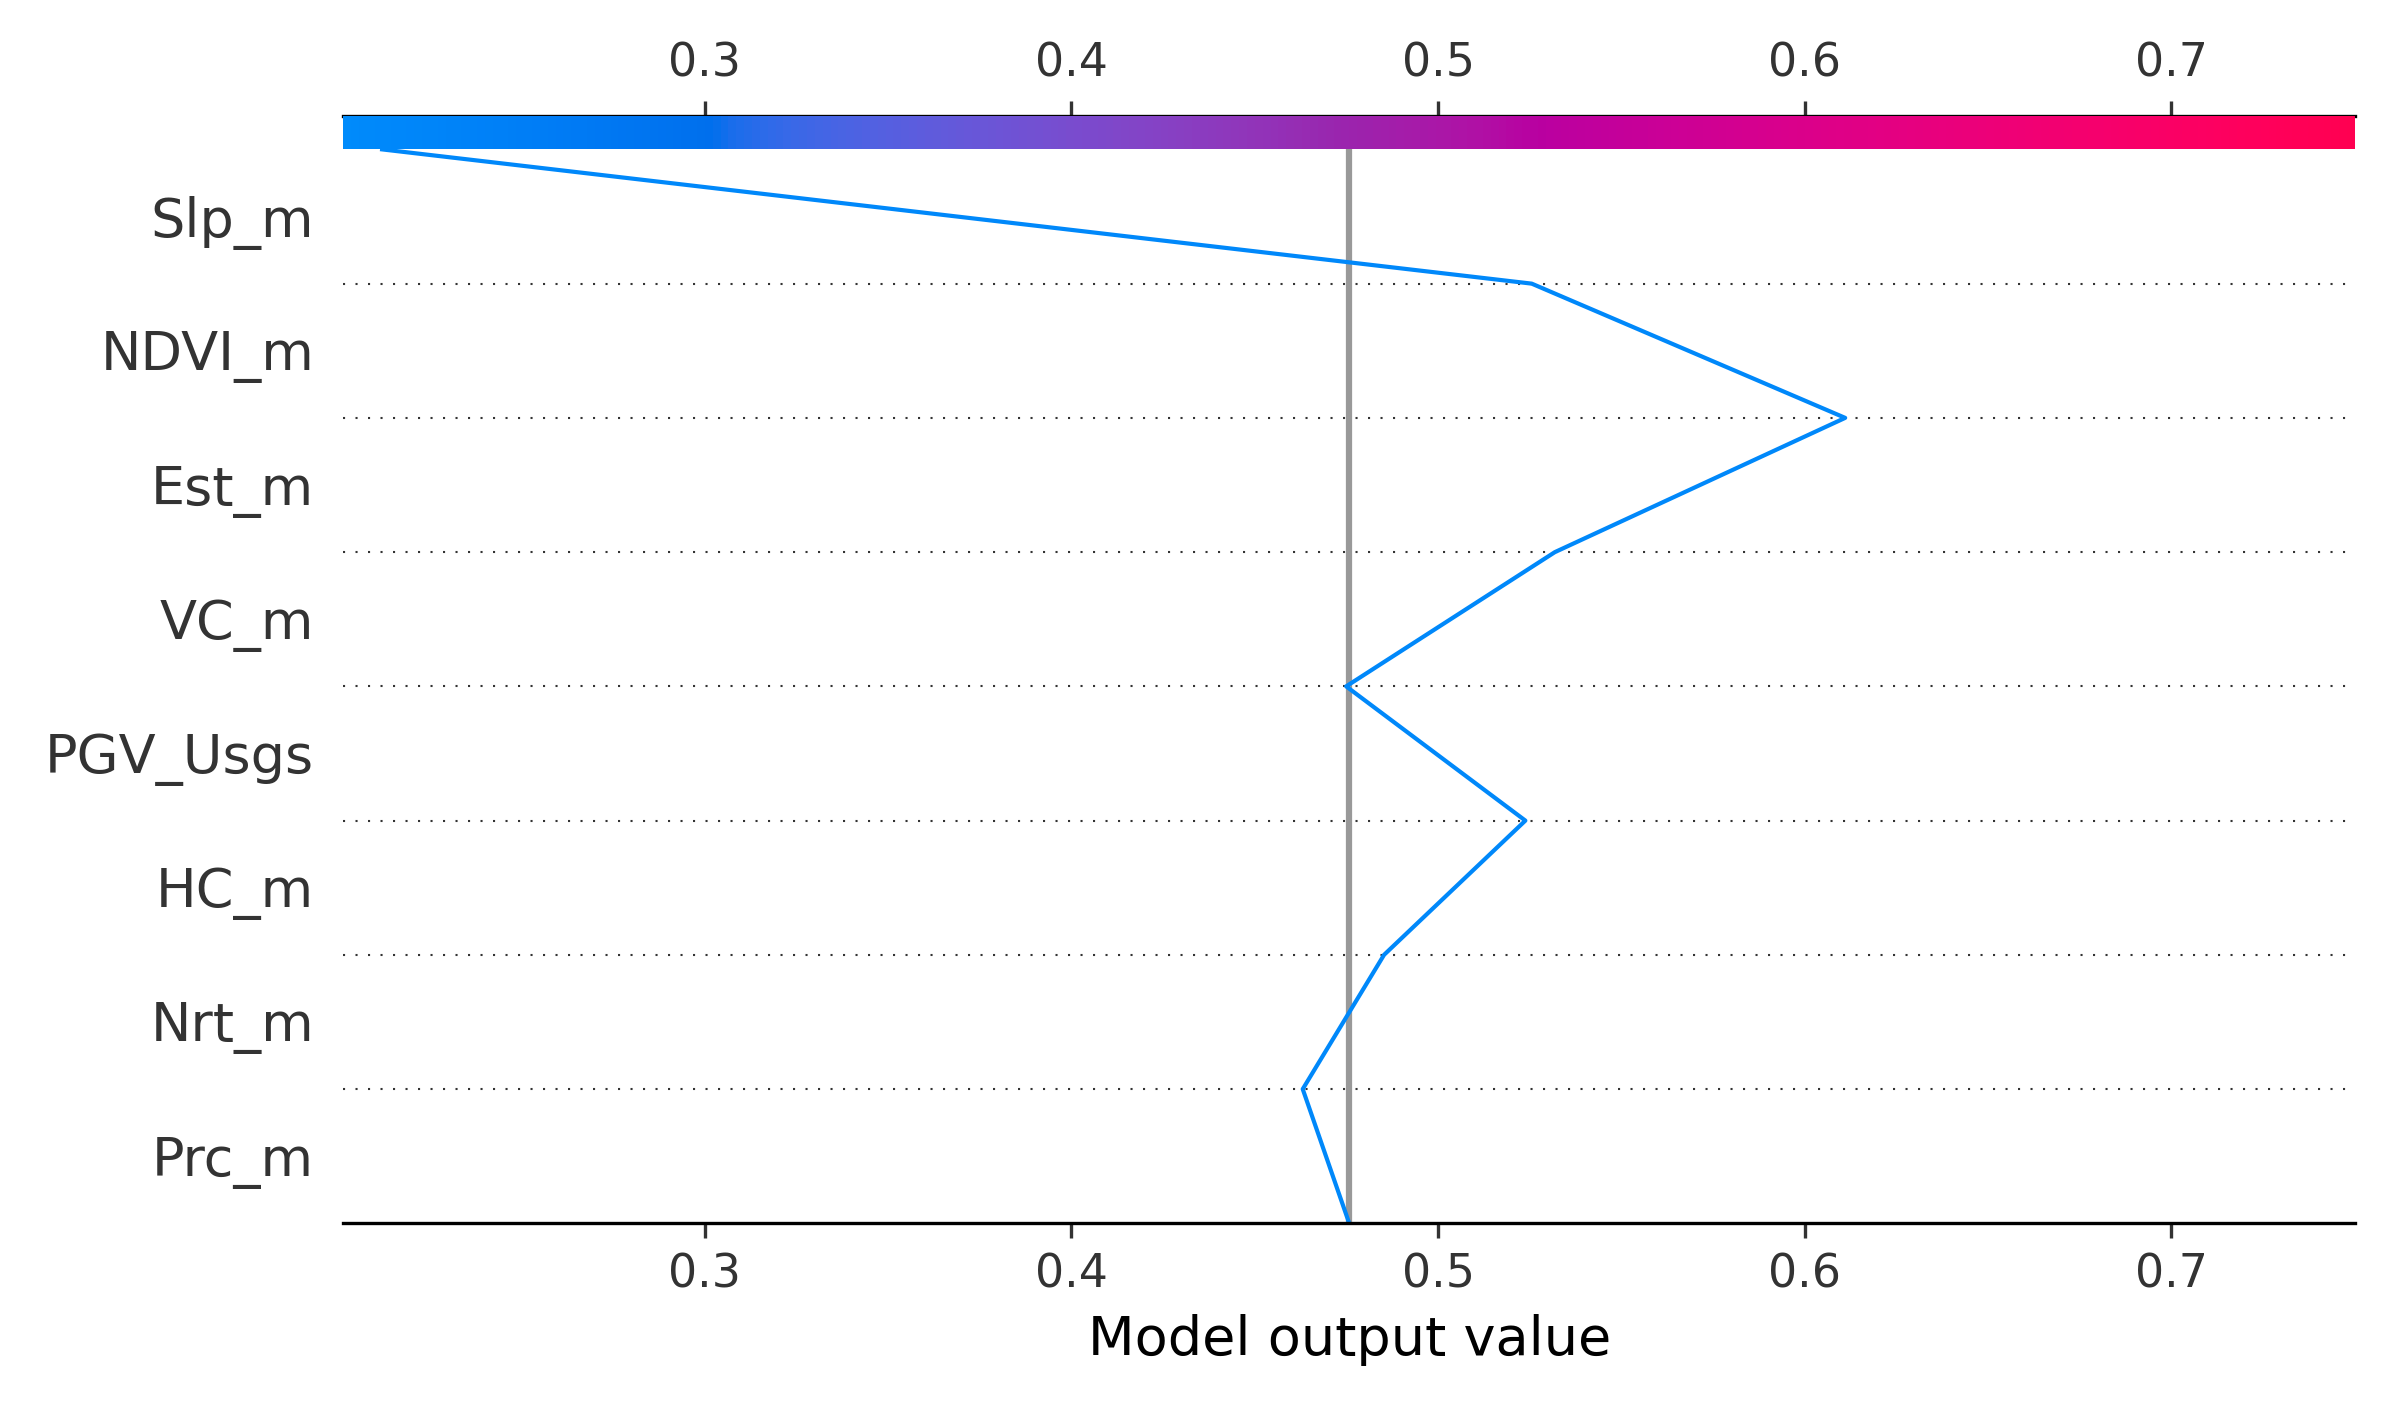 0.3 0.4 0.5 0.6 0.7
Slp_m
NDVI_m
Est_m
VC_m
PGV_Usgs
HC_m
Nrt_m
Prc_m
0.3 0.4 0.5 0.6 0.7
Model output value